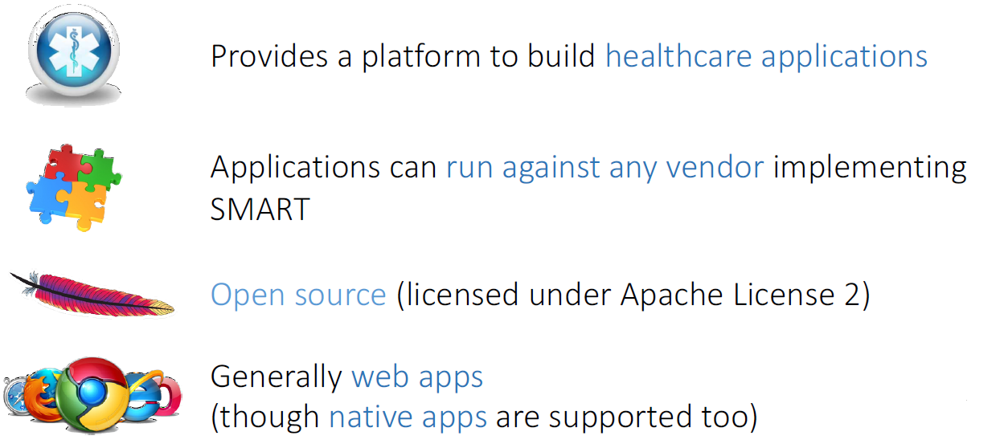 Provides a platform to build healthcare applications
Applications can run against any vendor implementing
SMART
Open source (licensed under Apache License 2)
Generally web apps
(though native apps are supported too)